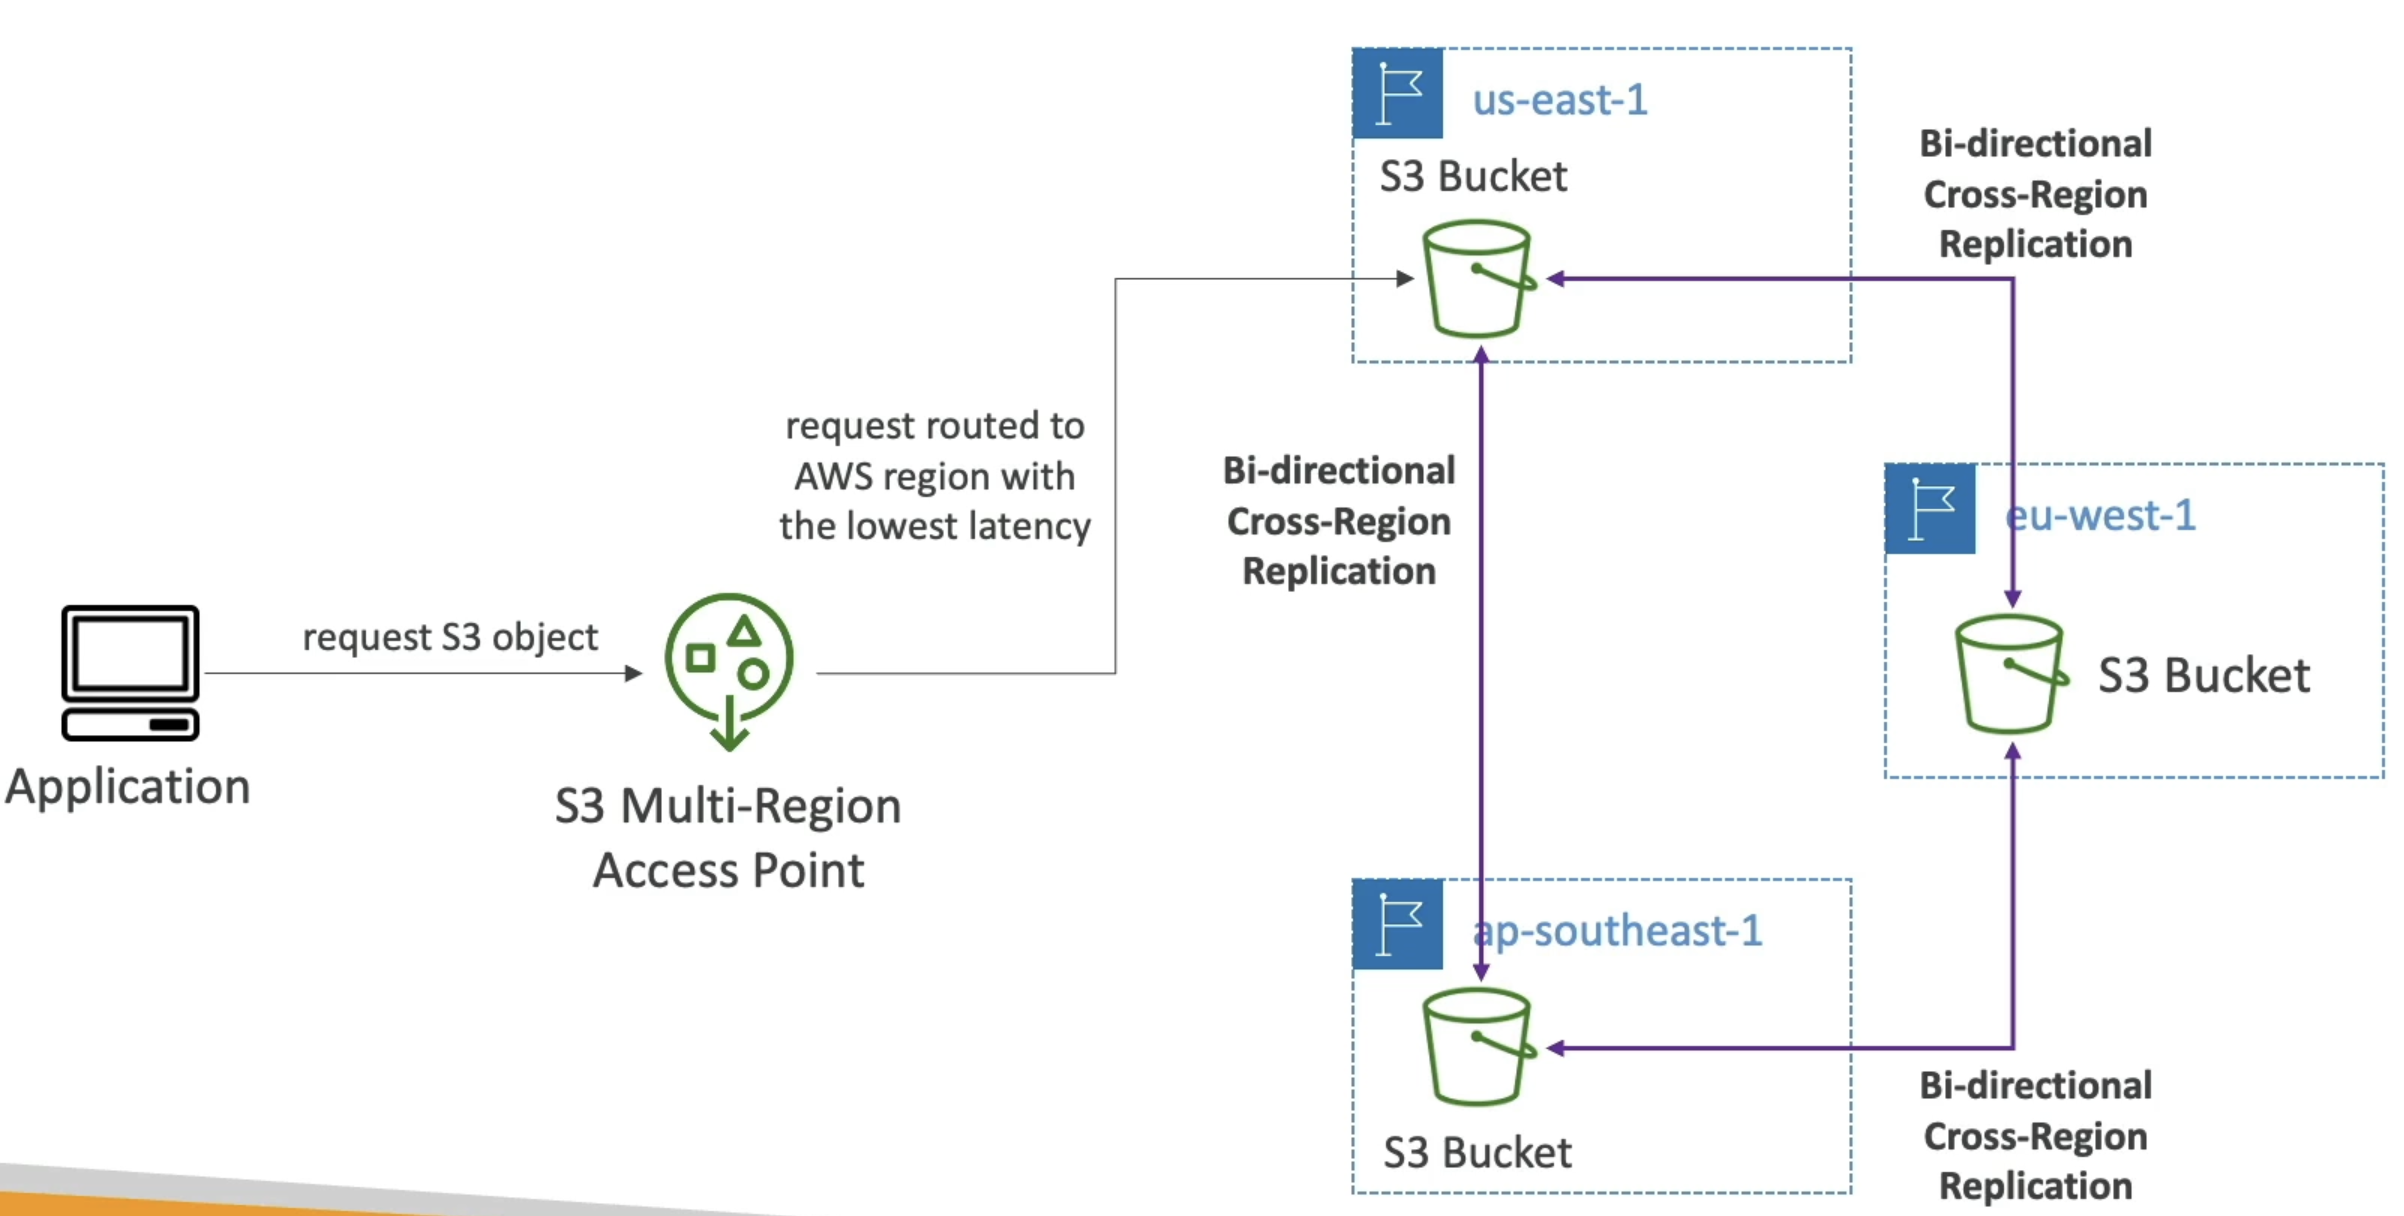 us-east-1
S3 Bucket
Bi-directional
Cross-Region
Replication
request routed to
AWS region with
the lowest latency
Bi-directional
Cross-Region
Replication
eu-west-1
S3 Bucket
request S3 object
Application
S3 Multi-Region
Access Point
ap-southeast-1
S3 Bucket
Bi-directional
Cross-Region
Replication